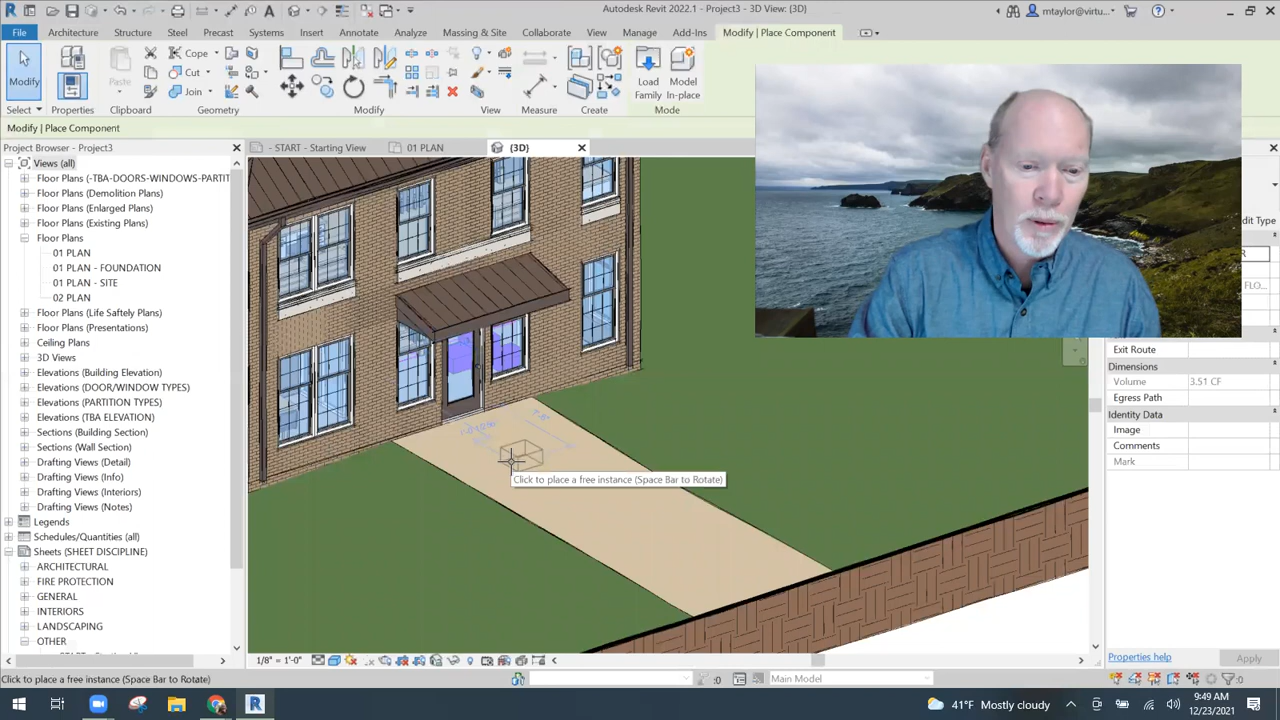 Autodesk Revit 2022.1 - Project3 - 3D View: {3D}
mtaylor@virtu...
File Architecture Structure Steel Precast Systems Insert Annotate Analyze Massing & Site Collaborate View Manage Add-Ins Modify | Place Component
Modify
Properties
Paste
Cope
Cut
Join
Load Family
Model In-place
Select Properties Clipboard Geometry Modify View Measure Create Mode
Modify | Place Component
Project Browser - Project3
- START - Starting View
01 PLAN
{3D}
Views (all)
Floor Plans (-TBA-DOORS-WINDOWS-PARTIT
Floor Plans (Demolition Plans)
Floor Plans (Enlarged Plans)
Floor Plans (Existing Plans)
Floor Plans
01 PLAN
01 PLAN - FOUNDATION
01 PLAN - SITE
02 PLAN
Floor Plans (Life Saftely Plans)
Floor Plans (Presentations)
Ceiling Plans
3D Views
Elevations (Building Elevation)
Elevations (DOOR/WINDOW TYPES)
Elevations (PARTITION TYPES)
Elevations (TBA ELEVATION)
Sections (Building Section)
Sections (Wall Section)
Drafting Views (Detail)
Drafting Views (Info)
Drafting Views (Interiors)
Drafting Views (Notes)
Legends
Schedules/Quantities (all)
Sheets (SHEET DISCIPLINE)
ARCHITECTURAL
FIRE PROTECTION
GENERAL
INTERIORS
LANDSCAPING
OTHER
Click to place a free instance (Space Bar to Rotate)
dit Type
R
FLO...
Exit Route
Dimensions
Volume 3.51 CF
Egress Path
Identity Data
Image
Comments
Mark
Properties help
Apply
1/8" = 1'-0"
Click to place a free instance (Space Bar to Rotate)
:0
Main Model
:0
41°F Mostly cloudy
9:49 AM
12/23/2021